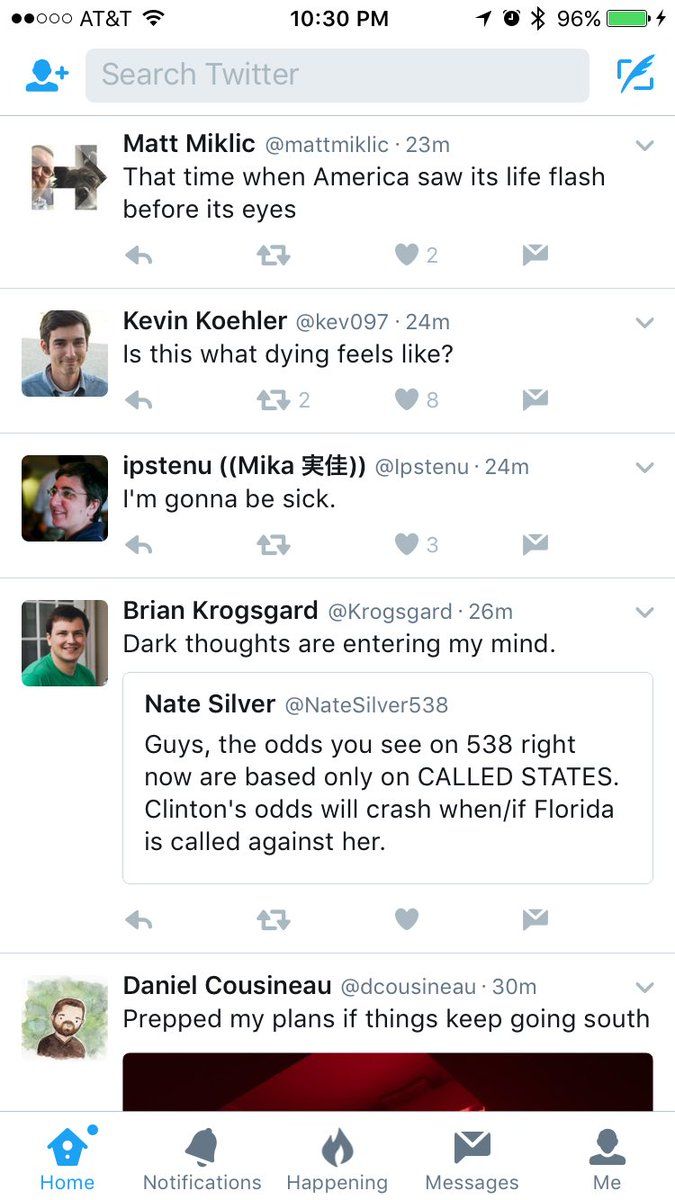 AT&T 10:30 PM 96%
Search Twitter
Matt Miklic @mattmiklic · 23m
That time when America saw its life flash
before its eyes
2
Kevin Koehler @kev097 · 24m
Is this what dying feels like?
2 8
ipstenu ((Mika 実佳)) @Ipstenu · 24m
I'm gonna be sick.
3
Brian Krogsgard @Krogsgard · 26m
Dark thoughts are entering my mind.
Nate Silver @NateSilver538
Guys, the odds you see on 538 right
now are based only on CALLED STATES.
Clinton's odds will crash when/if Florida
is called against her.
Daniel Cousineau @dcousineau · 30m
Prepped my plans if things keep going south
Home Notifications Happening Messages Me